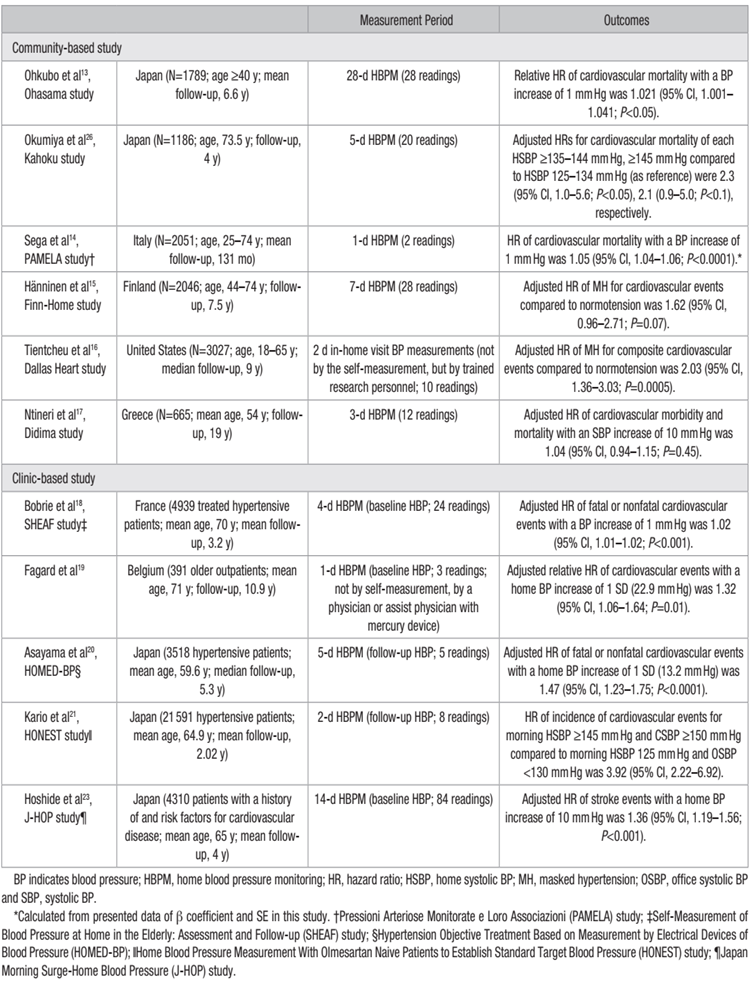 Measurement Period Outcomes
Community-based study
Ohkubo et al13, Japan (N=1789; age ≥40 y; mean 28-d HBPM (28 readings) Relative HR of cardiovascular mortality with a BP
Ohasama study follow-up, 6.6 y) increase of 1 mm Hg was 1.021 (95% CI, 1.001–
1.041; P<0.05).
Okumiya et al26, Japan (N=1186; age, 73.5 y; follow-up, 5-d HBPM (20 readings) Adjusted HRs for cardiovascular mortality of each
Kahoku study 4 y) HSBP ≥135–144 mm Hg, ≥145 mm Hg compared
to HSBP 125–134 mm Hg (as reference) were 2.3
(95% CI, 1.0–5.6; P<0.05), 2.1 (0.9–5.0; P<0.1),
respectively.
Sega et al14, Italy (N=2051; age, 25–74 y; mean 1-d HBPM (2 readings) HR of cardiovascular mortality with a BP increase of
PAMELA study† follow-up, 131 mo) 1 mm Hg was 1.05 (95% CI, 1.04–1.06; P<0.0001).*
Hänninen et al15, Finland (N=2046; age, 44–74 y; follow- 7-d HBPM (28 readings) Adjusted HR of MH for cardiovascular events
Finn-Home study up, 7.5 y) compared to normotension was 1.62 (95% CI,
0.96–2.71; P=0.07).
Tientcheu et al16, United States (N=3027; age, 18–65 y; 2 d in-home visit BP measurements (not Adjusted HR of MH for composite cardiovascular
Dallas Heart study median follow-up, 9 y) by the self-measurement, but by trained events compared to normotension was 2.03 (95% CI,
research personnel; 10 readings) 1.36–3.03; P=0.0005).
Ntineri et al17, Greece (N=665; mean age, 54 y; follow- 3-d HBPM (12 readings) Adjusted HR of cardiovascular morbidity and
Didima study up, 19 y) mortality with an SBP increase of 10 mm Hg was
1.04 (95% CI, 0.94–1.15; P=0.45).
Clinic-based study
Bobrie et al18, France (4939 treated hypertensive 4-d HBPM (baseline HBP; 24 readings) Adjusted HR of fatal or nonfatal cardiovascular
SHEAF study‡ patients; mean age, 70 y; mean follow- events with a BP increase of 1 mm Hg was 1.02
up, 3.2 y) (95% CI, 1.01–1.02; P<0.001).
Fagard et al19 Belgium (391 older outpatients; mean 1-d HBPM (baseline HBP; 3 readings; Adjusted relative HR of cardiovascular events with a
age, 71 y; follow-up, 10.9 y) not by self-measurement, by a home BP increase of 1 SD (22.9 mm Hg) was 1.32
physician or assist physician with (95% CI, 1.06–1.64; P=0.01).
mercury device)
Asayama et al20, Japan (3518 hypertensive patients; 5-d HBPM (follow-up HBP; 5 readings) Adjusted HR of fatal or nonfatal cardiovascular events
HOMED-BP§ mean age, 59.6 y; median follow-up, with a home BP increase of 1 SD (13.2 mm Hg) was
5.3 y) 1.47 (95% CI, 1.23–1.75; P<0.0001).
Kario et al21, Japan (21 591 hypertensive patients; 2-d HBPM (follow-up HBP; 8 readings) HR of incidence of cardiovascular events for
HONEST study‖ mean age, 64.9 y; mean follow-up, morning HSBP ≥145 mm Hg and CSBP ≥150 mm Hg
2.02 y) compared to morning HSBP 125 mm Hg and OSBP
<130 mm Hg was 3.92 (95% CI, 2.22–6.92).
Hoshide et al23, Japan (4310 patients with a history 14-d HBPM (baseline HBP; 84 readings) Adjusted HR of stroke events with a home BP
J-HOP study¶ of and risk factors for cardiovascular increase of 10 mm Hg was 1.36 (95% CI, 1.19–1.56;
disease; mean age, 65 y; mean follow- P<0.001).
up, 4 y)
BP indicates blood pressure; HBPM, home blood pressure monitoring; HR, hazard ratio; HSBP, home systolic BP; MH, masked hypertension; OSBP, office systolic BP
and SBP, systolic BP.
*Calculated from presented data of β coefficient and SE in this study. †Pressioni Arteriose Monitorate e Loro Associazioni (PAMELA) study; ‡Self-Measurement of
Blood Pressure at Home in the Elderly: Assessment and Follow-up (SHEAF) study; §Hypertension Objective Treatment Based on Measurement by Electrical Devices of
Blood Pressure (HOMED-BP); ‖Home Blood Pressure Measurement With Olmesartan Naive Patients to Establish Standard Target Blood Pressure (HONEST) study; ¶Japan
Morning Surge-Home Blood Pressure (J-HOP) study.